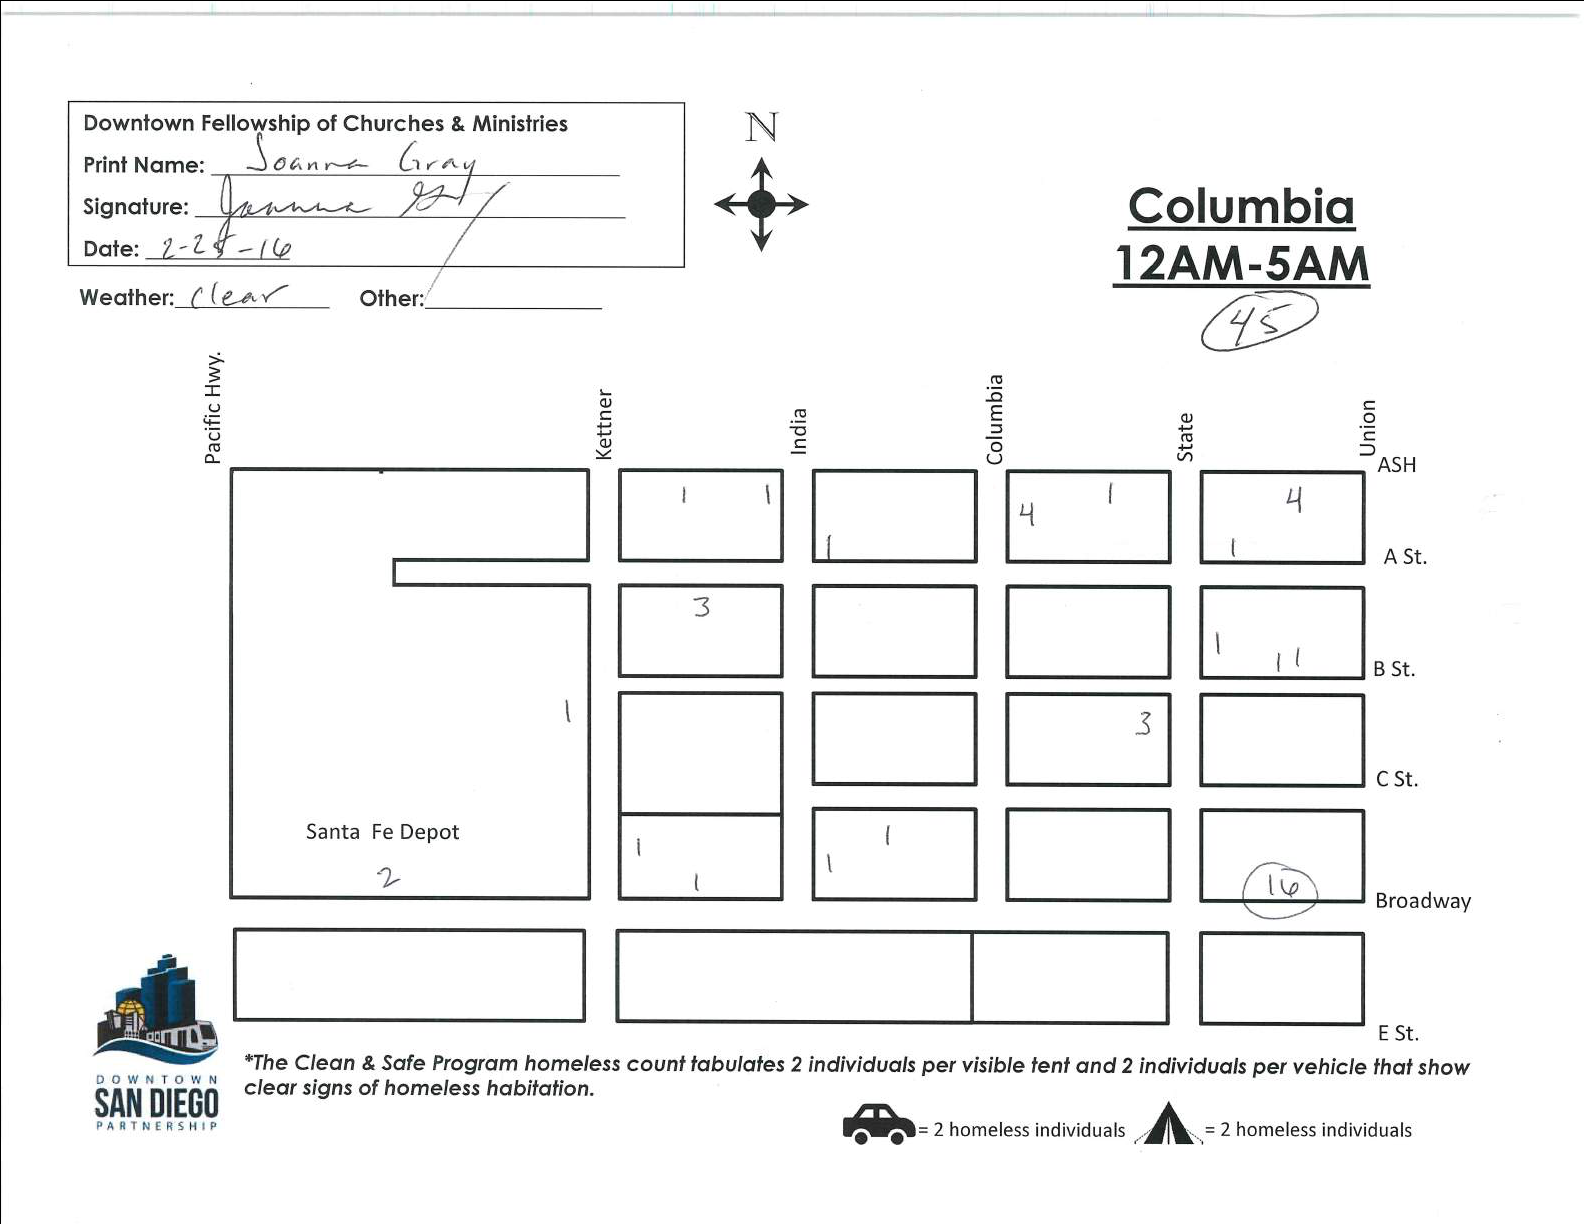 Downtown Fellowship of Churches & Ministries
Print Name: Joanna Gray
Signature: Joanna Gray
Date: 2-25-16
Weather: Clear Other:
N
Columbia
12AM-5AM
45
Pacific Hwy.
Kettner
India
Columbia
State
Union
ASH
1 1 4 1 4
1 1
A St.
3
1 1 1
B St.
1 3
C St.
Santa Fe Depot
1 1 1
2 1 16
Broadway
E St.
DOWNTOWN
SAN DIEGO
PARTNERSHIP
*The Clean & Safe Program homeless count tabulates 2 individuals per visible tent and 2 individuals per vehicle that show
clear signs of homeless habitation.
= 2 homeless individuals = 2 homeless individuals